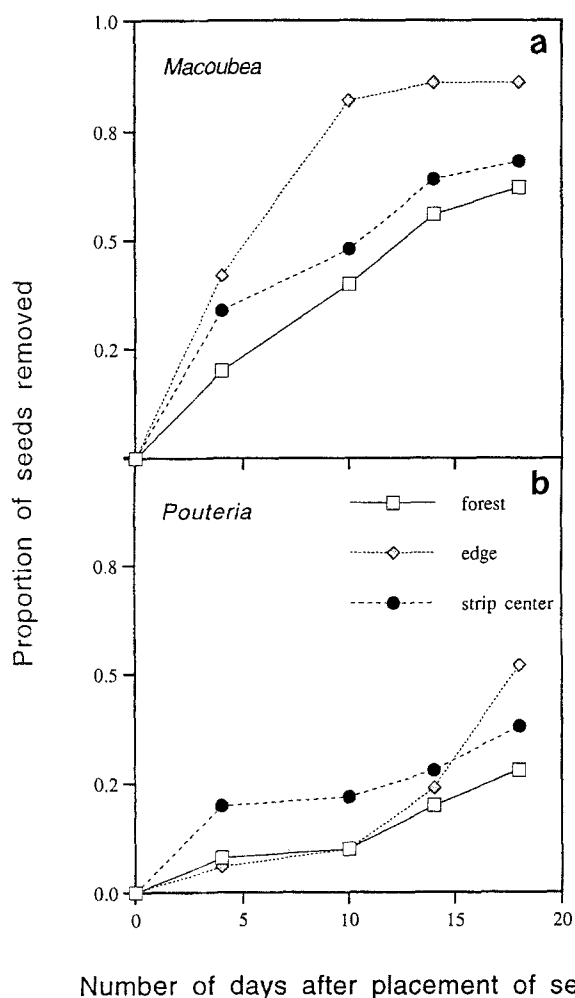 1.0
a
Macoubea
0.8
0.5
0.2
Proportion of seeds removed
b
Pouteria
forest
edge
strip center
0.8
0.5
0.2
0.0
0 5 10 15 20
Number of days after placement of se